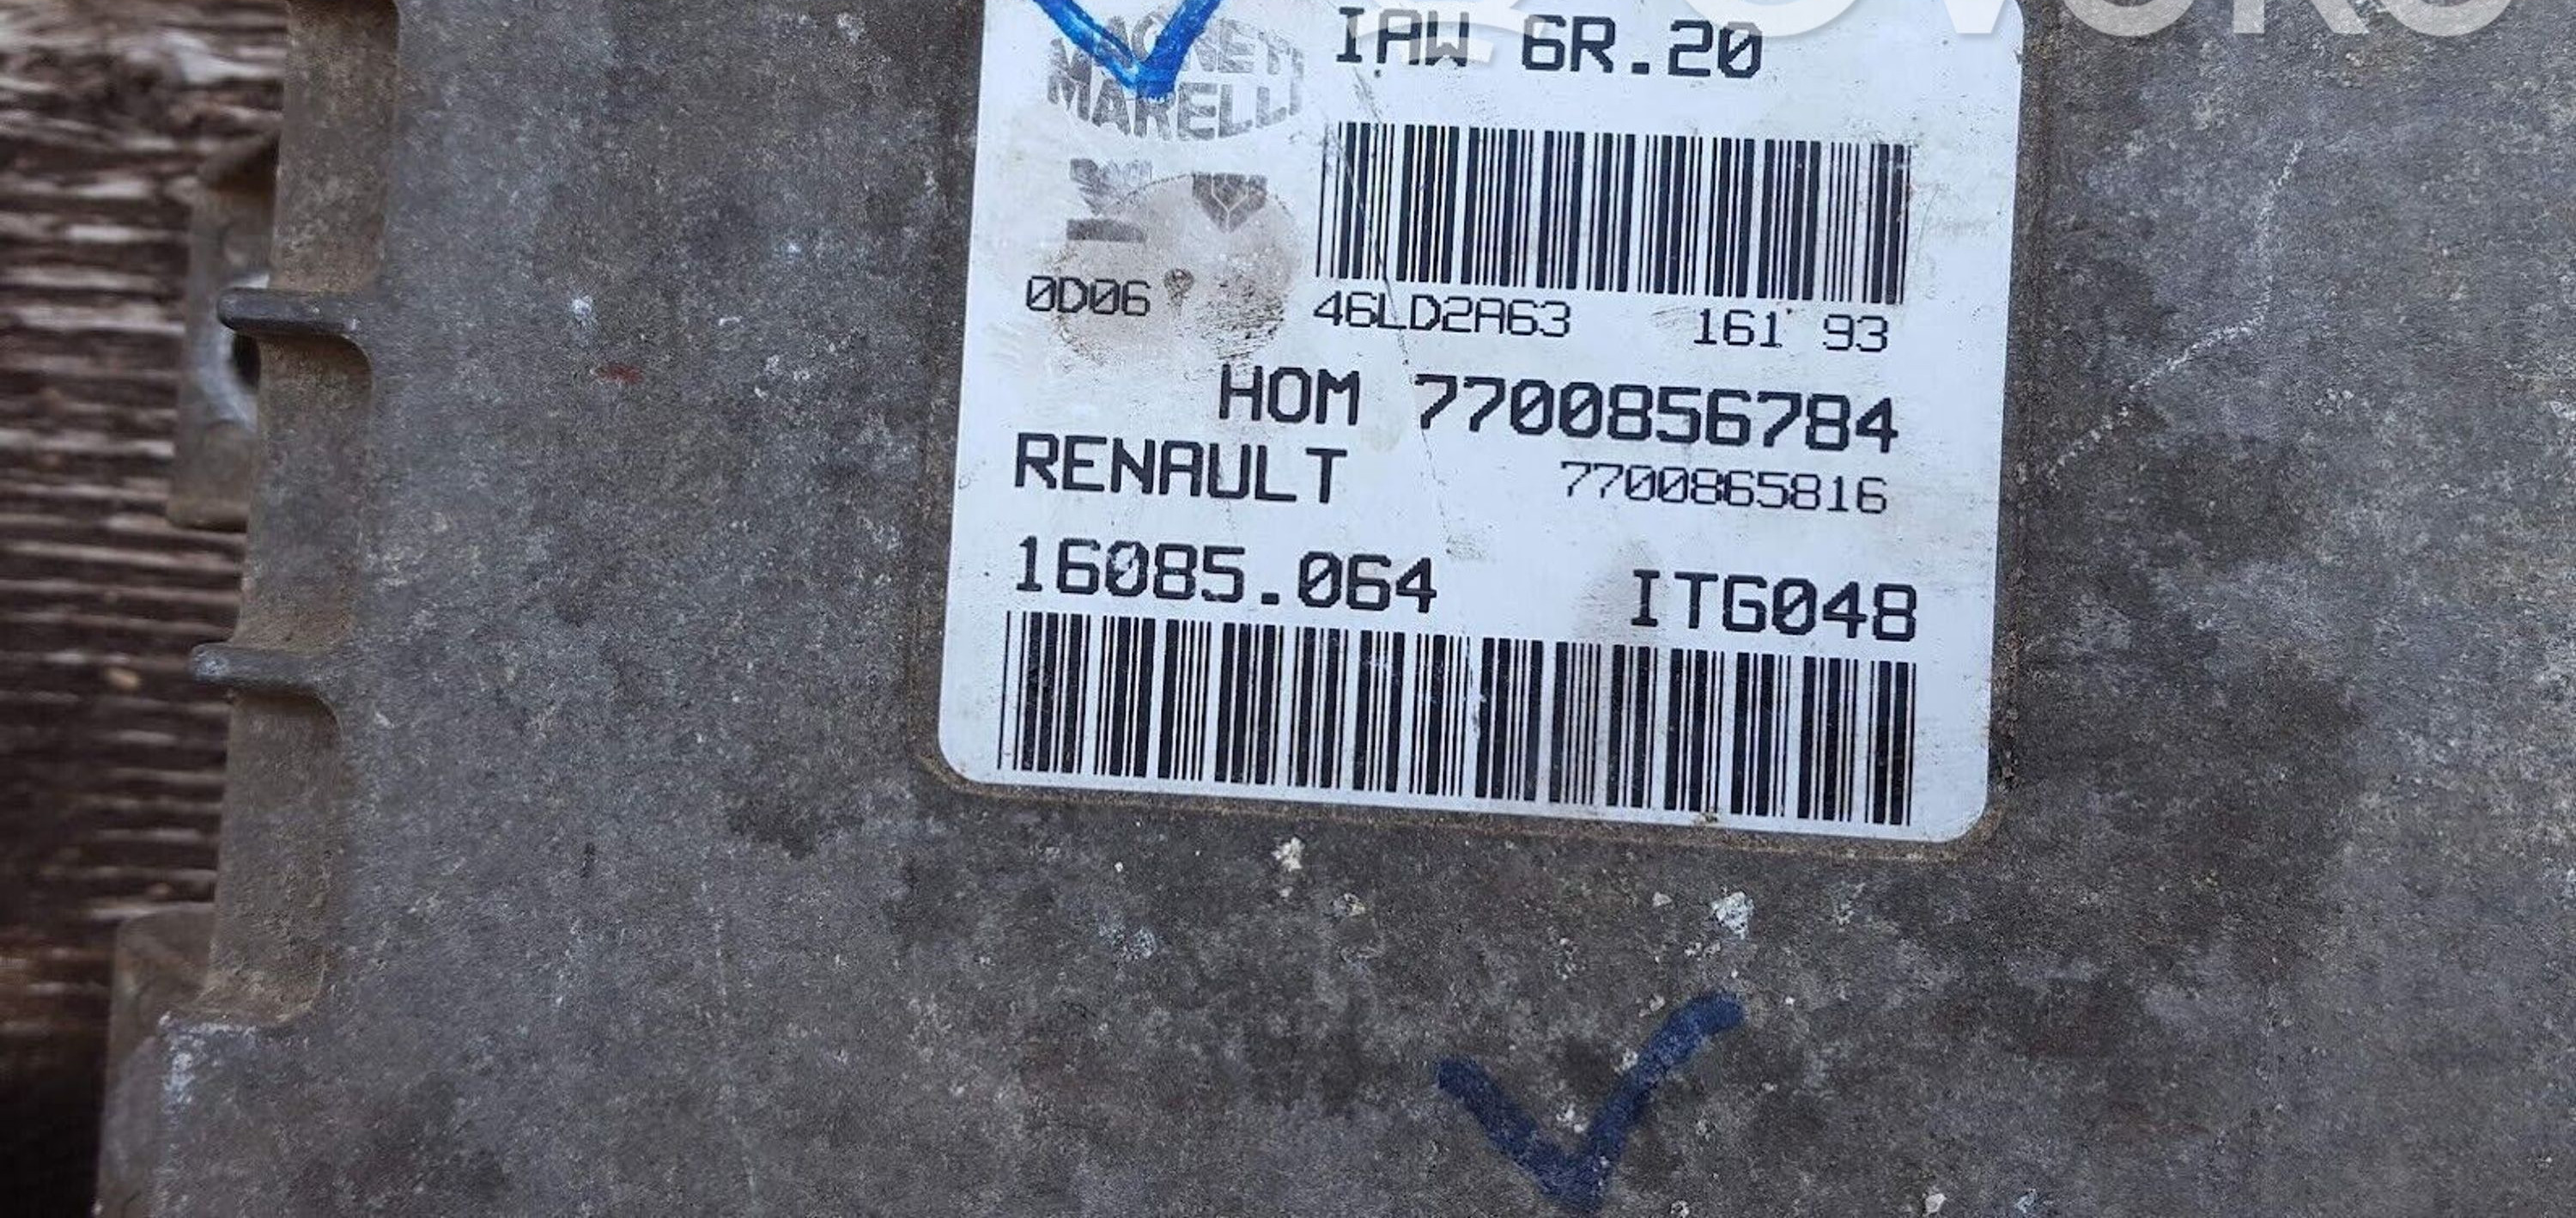 MAGNETI
MARELLI
IAW 6R.20
0D06
46LD2A63 161 93
HOM 7700856784
RENAULT 7700865816
16085.064 ITG048